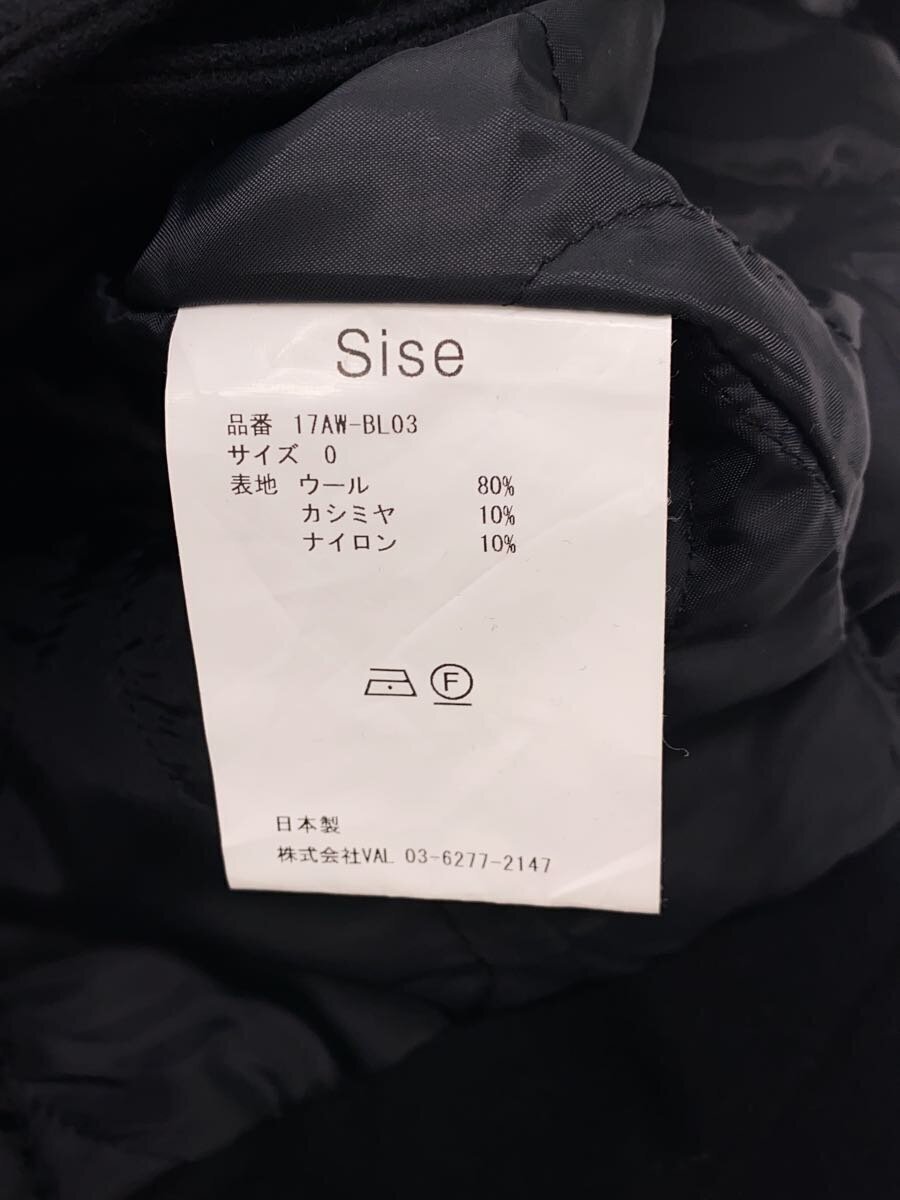 Sise
品番 17AW-BL03
サイズ 0
表地 ウール 80%
カシミヤ 10%
ナイロン 10%
F
日本製
株式会社VAL 03-6277-2147